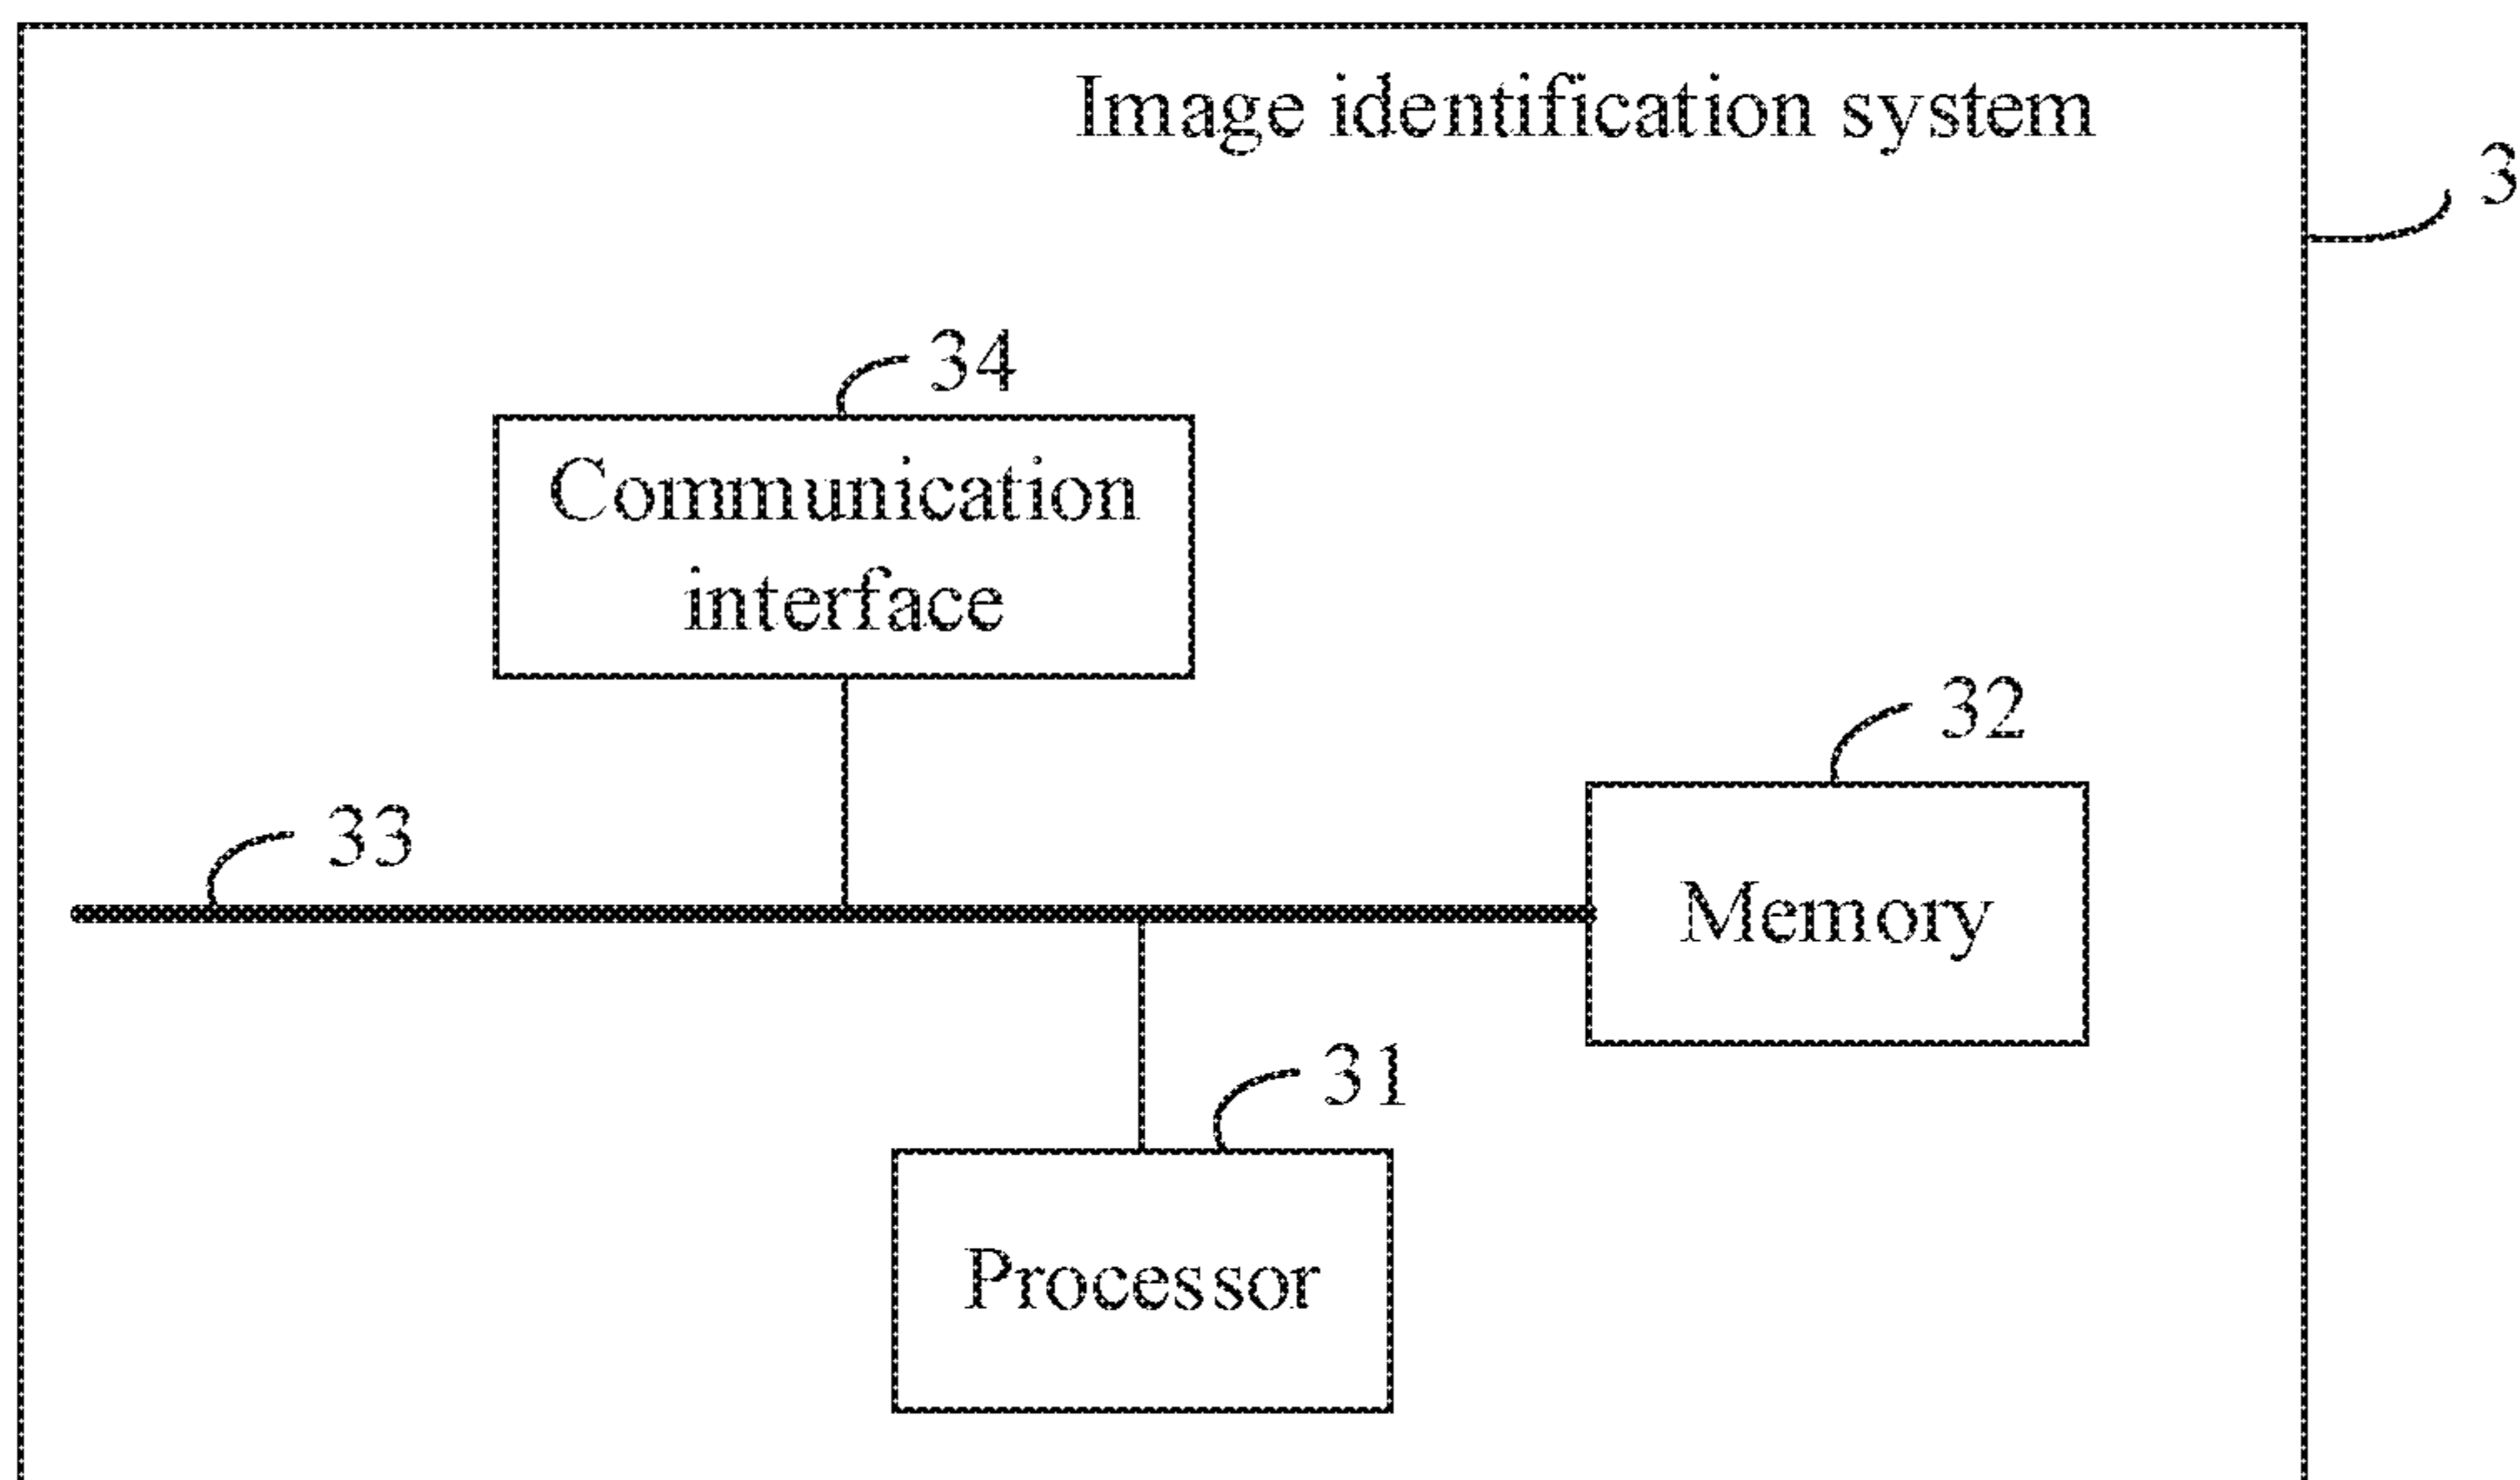 Image identification system
3
34
Communication
interface
32
33
Memory
31
Processor